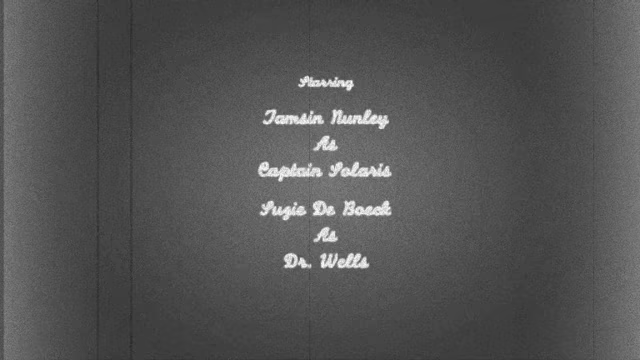 Starring
Tamsin Nunley
As
Captain Solaris
Suzie De Boeck
As
Dr. Wells